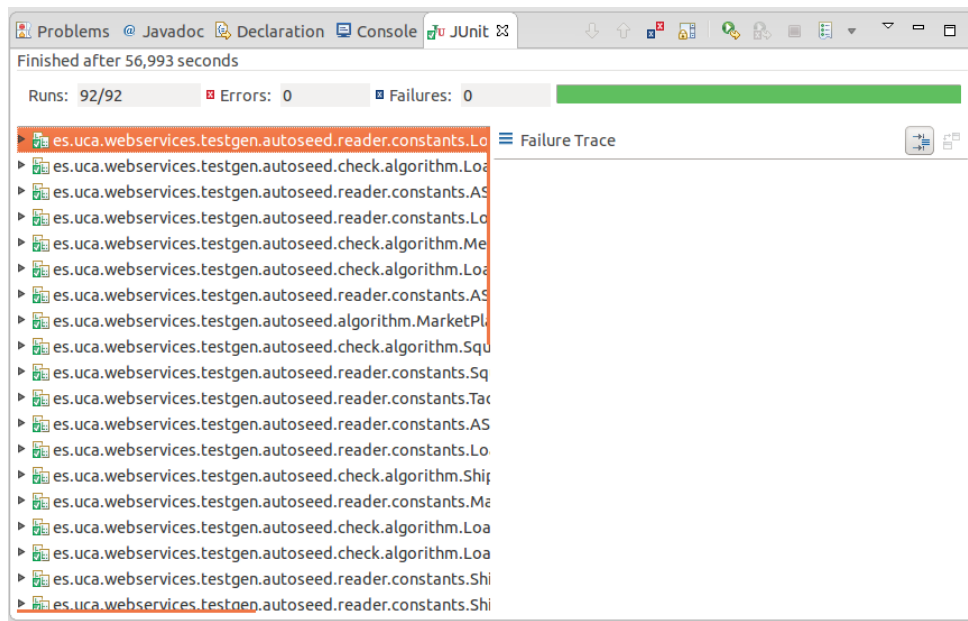 Problems @ Javadoc Declaration Console JUnit
Finished after 56,993 seconds
Runs: 92/92 Errors: 0 Failures: 0
es.uca.webservices.testgen.autoseed.reader.constants.Lo
Failure Trace
es.uca.webservices.testgen.autoseed.check.algorithm.Loa
es.uca.webservices.testgen.autoseed.reader.constants.AS
es.uca.webservices.testgen.autoseed.reader.constants.Lo
es.uca.webservices.testgen.autoseed.check.algorithm.Me
es.uca.webservices.testgen.autoseed.check.algorithm.Loa
es.uca.webservices.testgen.autoseed.reader.constants.AS
es.uca.webservices.testgen.autoseed.algorithm.MarketPla
es.uca.webservices.testgen.autoseed.check.algorithm.Squ
es.uca.webservices.testgen.autoseed.reader.constants.Sq
es.uca.webservices.testgen.autoseed.reader.constants.Tac
es.uca.webservices.testgen.autoseed.reader.constants.AS
es.uca.webservices.testgen.autoseed.reader.constants.Lo
es.uca.webservices.testgen.autoseed.check.algorithm.Ship
es.uca.webservices.testgen.autoseed.reader.constants.Ma
es.uca.webservices.testgen.autoseed.check.algorithm.Loa
es.uca.webservices.testgen.autoseed.check.algorithm.Loa
es.uca.webservices.testgen.autoseed.reader.constants.Shi
es.uca.webservices.testgen.autoseed.reader.constants.Shi